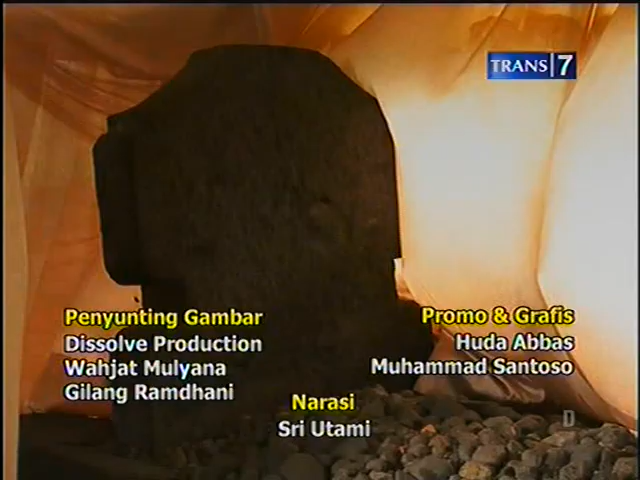 TRANS|7
Penyunting Gambar
Dissolve Production
Wahjat Mulyana
Gilang Ramdhani
Promo & Grafis
Huda Abbas
Muhammad Santoso
Narasi
Sri Utami
D